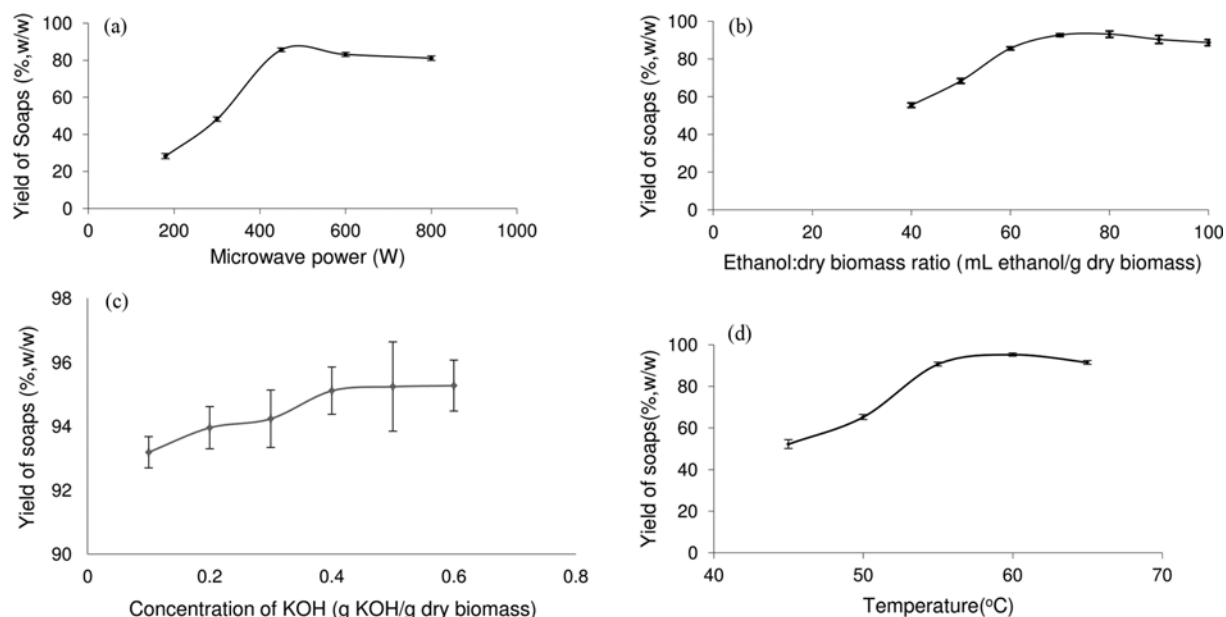 (a)
100
80
60
40
20
0
Yield of Soaps (%,w/w)
0 200 400 600 800 1000
Microwave power (W)
(b)
100
80
60
40
20
0
Yield of soaps (%,w/w)
0 20 40 60 80 100
Ethanol:dry biomass ratio (mL ethanol/g dry biomass)
(c)
98
96
94
92
90
Yield of soaps (%,w/w)
0 0.2 0.4 0.6 0.8
Concentration of KOH (g KOH/g dry biomass)
(d)
100
80
60
40
20
0
Yield of soaps(%,w/w)
40 50 60 70
Temperature(°C)